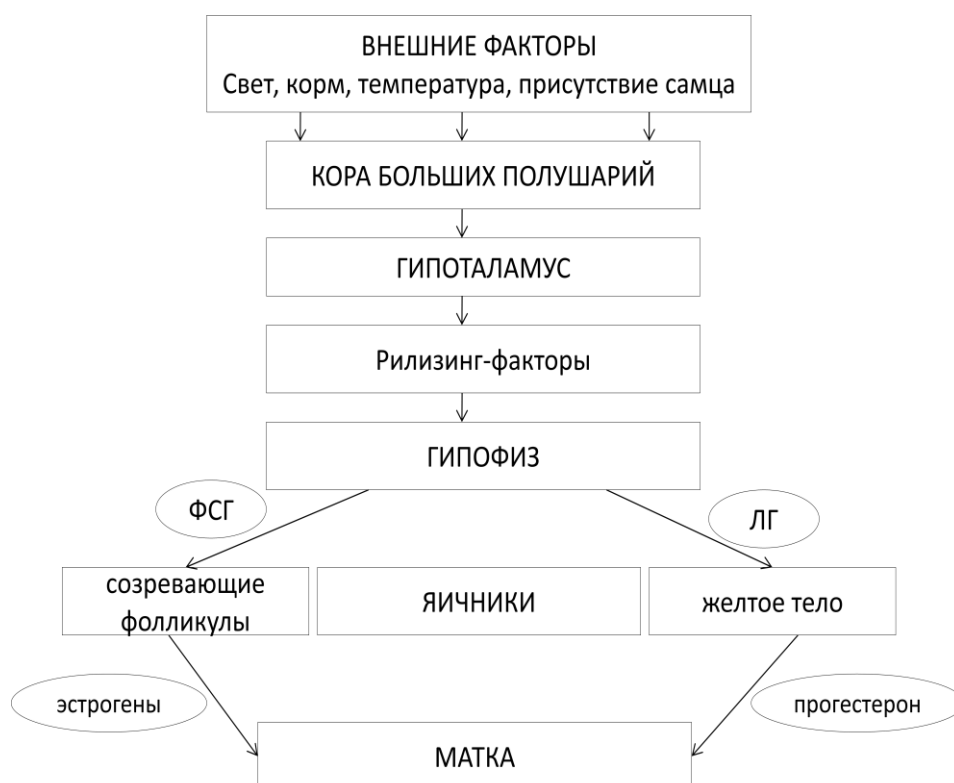 ВНЕШНИЕ ФАКТОРЫ
Свет, корм, температура, присутствие самца
КОРА БОЛЬШИХ ПОЛУШАРИЙ
ГИПОТАЛАМУС
Рилизинг-факторы
ГИПОФИЗ
ФСГ
ЛГ
созревающие
фолликулы
ЯИЧНИКИ
желтое тело
эстрогены
прогестерон
МАТКА